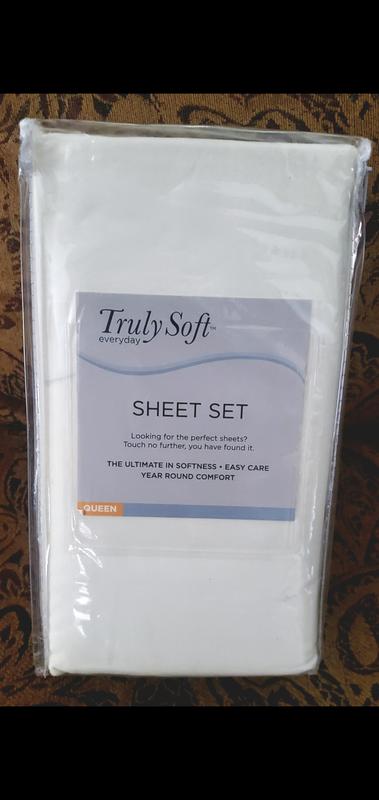 Truly Soft™
everyday
SHEET SET
Looking for the perfect sheets?
Touch no further, you have found it.
THE ULTIMATE IN SOFTNESS • EASY CARE
YEAR ROUND COMFORT
QUEEN